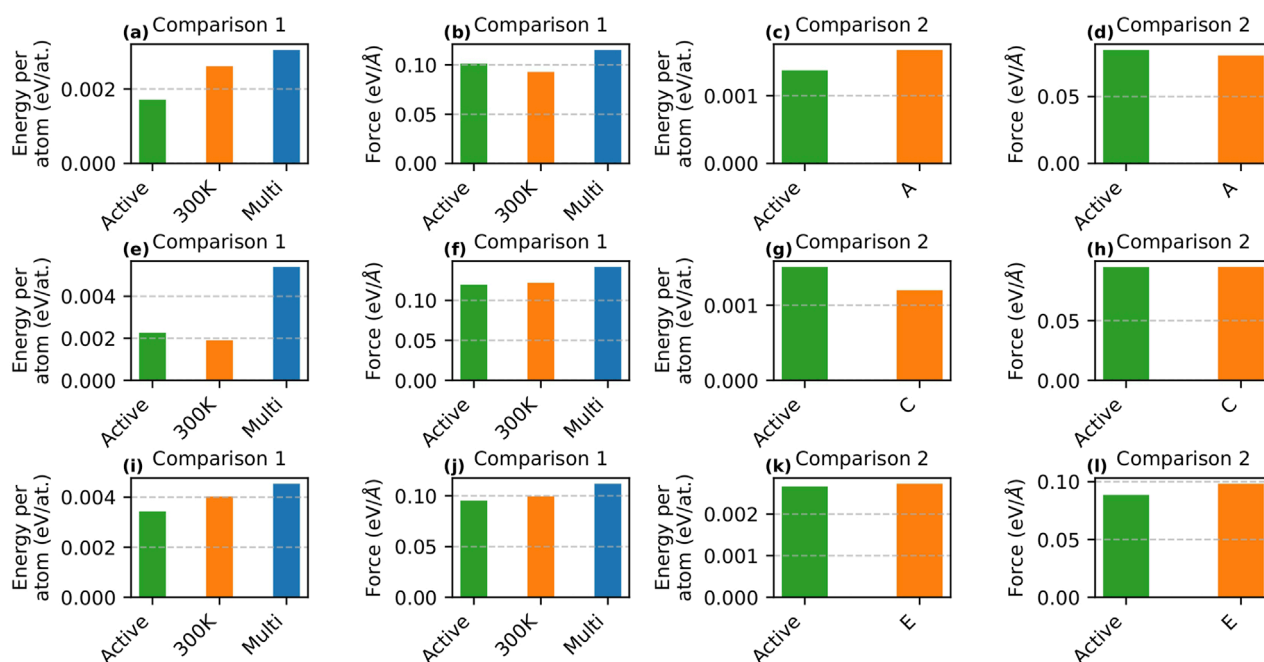 (a) Comparison 1
Energy per
atom (eV/at.)
0.002
0.000
Active
300K
Multi
(b) Comparison 1
Force (eV/Å)
0.10
0.05
0.00
Active
300K
Multi
(c) Comparison 2
Energy per
atom (eV/at.)
0.001
0.000
Active
A
(d) Comparison 2
Force (eV/Å)
0.05
0.00
Active
A
(e) Comparison 1
Energy per
atom (eV/at.)
0.004
0.002
0.000
Active
300K
Multi
(f) Comparison 1
Force (eV/Å)
0.10
0.05
0.00
Active
300K
Multi
(g) Comparison 2
Energy per
atom (eV/at.)
0.001
0.000
Active
C
(h) Comparison 2
Force (eV/Å)
0.05
0.00
Active
C
(i) Comparison 1
Energy per
atom (eV/at.)
0.004
0.002
0.000
Active
300K
Multi
(j) Comparison 1
Force (eV/Å)
0.10
0.05
0.00
Active
300K
Multi
(k) Comparison 2
Energy per
atom (eV/at.)
0.002
0.001
0.000
Active
E
(l) Comparison 2
Force (eV/Å)
0.10
0.05
0.00
Active
E